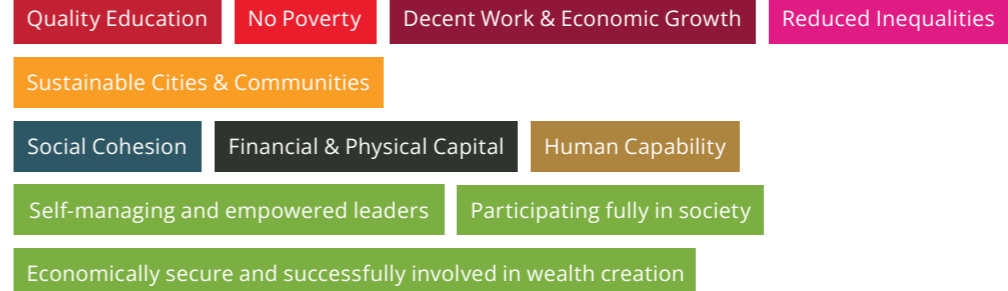 Quality Education No Poverty Decent Work & Economic Growth Reduced Inequalities
Sustainable Cities & Communities
Social Cohesion Financial & Physical Capital Human Capability
Self-managing and empowered leaders Participating fully in society
Economically secure and successfully involved in wealth creation